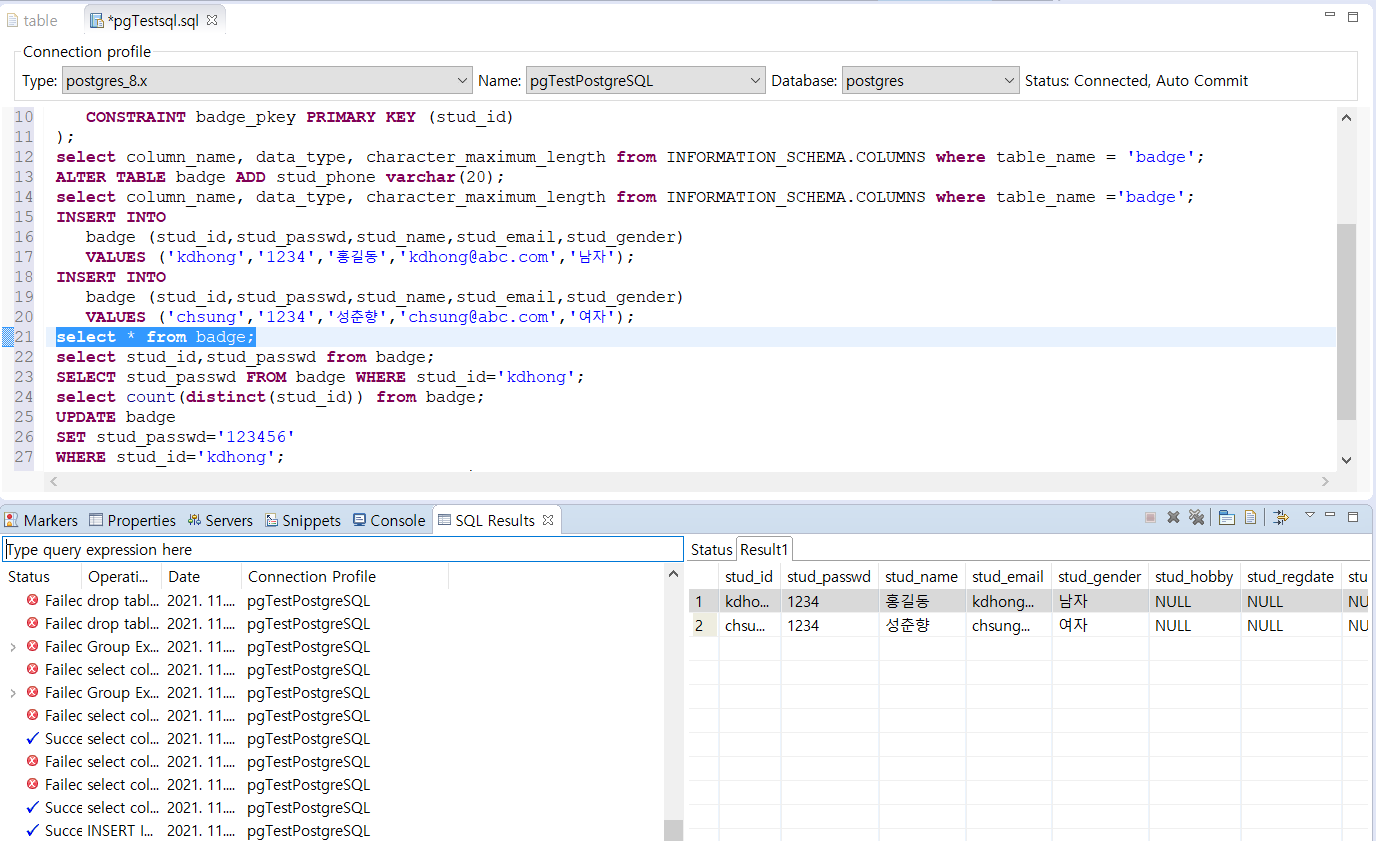 table
*pgTestsql.sql
Connection profile
Type: postgres_8.x Name: pgTestPostgreSQL Database: postgres Status: Connected, Auto Commit
10 CONSTRAINT badge_pkey PRIMARY KEY (stud_id)
11 );
12 select column_name, data_type, character_maximum_length from INFORMATION_SCHEMA.COLUMNS where table_name = 'badge';
13 ALTER TABLE badge ADD stud_phone varchar(20);
14 select column_name, data_type, character_maximum_length from INFORMATION_SCHEMA.COLUMNS where table_name ='badge';
15 INSERT INTO
16 badge (stud_id,stud_passwd,stud_name,stud_email,stud_gender)
17 VALUES ('kdhong','1234','홍길동','kdhong@abc.com','남자');
18 INSERT INTO
19 badge (stud_id,stud_passwd,stud_name,stud_email,stud_gender)
20 VALUES ('chsung','1234','성춘향','chsung@abc.com','여자');
21 select * from badge;
22 select stud_id,stud_passwd from badge;
23 SELECT stud_passwd FROM badge WHERE stud_id='kdhong';
24 select count(distinct(stud_id)) from badge;
25 UPDATE badge
26 SET stud_passwd='123456'
27 WHERE stud_id='kdhong';
Markers Properties Servers Snippets Console SQL Results
Type query expression here
Status Operati... Date Connection Profile
Failec drop tabl... 2021. 11.... pgTestPostgreSQL
Failec drop tabl... 2021. 11.... pgTestPostgreSQL
Failec Group Ex... 2021. 11.... pgTestPostgreSQL
Failec select col... 2021. 11.... pgTestPostgreSQL
Failec Group Ex... 2021. 11.... pgTestPostgreSQL
Failec select col... 2021. 11.... pgTestPostgreSQL
Succe select col... 2021. 11.... pgTestPostgreSQL
Failec select col... 2021. 11.... pgTestPostgreSQL
Failec select col... 2021. 11.... pgTestPostgreSQL
Succe select col... 2021. 11.... pgTestPostgreSQL
Succe INSERT I... 2021. 11.... pgTestPostgreSQL
Status Result1
stud_id stud_passwd stud_name stud_email stud_gender stud_hobby stud_regdate stu
1 kdho... 1234 홍길동 kdhong... 남자 NULL NULL NU
2 chsu... 1234 성춘향 chsung... 여자 NULL NULL NU